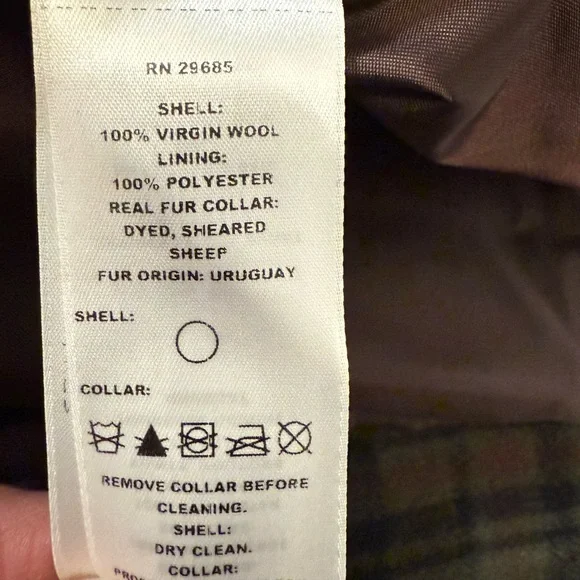 RN 29685
SHELL:
100% VIRGIN WOOL
LINING:
100% POLYESTER
REAL FUR COLLAR:
DYED, SHEARED
SHEEP
FUR ORIGIN: URUGUAY
SHELL:
COLLAR:
REMOVE COLLAR BEFORE
CLEANING.
SHELL:
DRY CLEAN.
COLLAR: